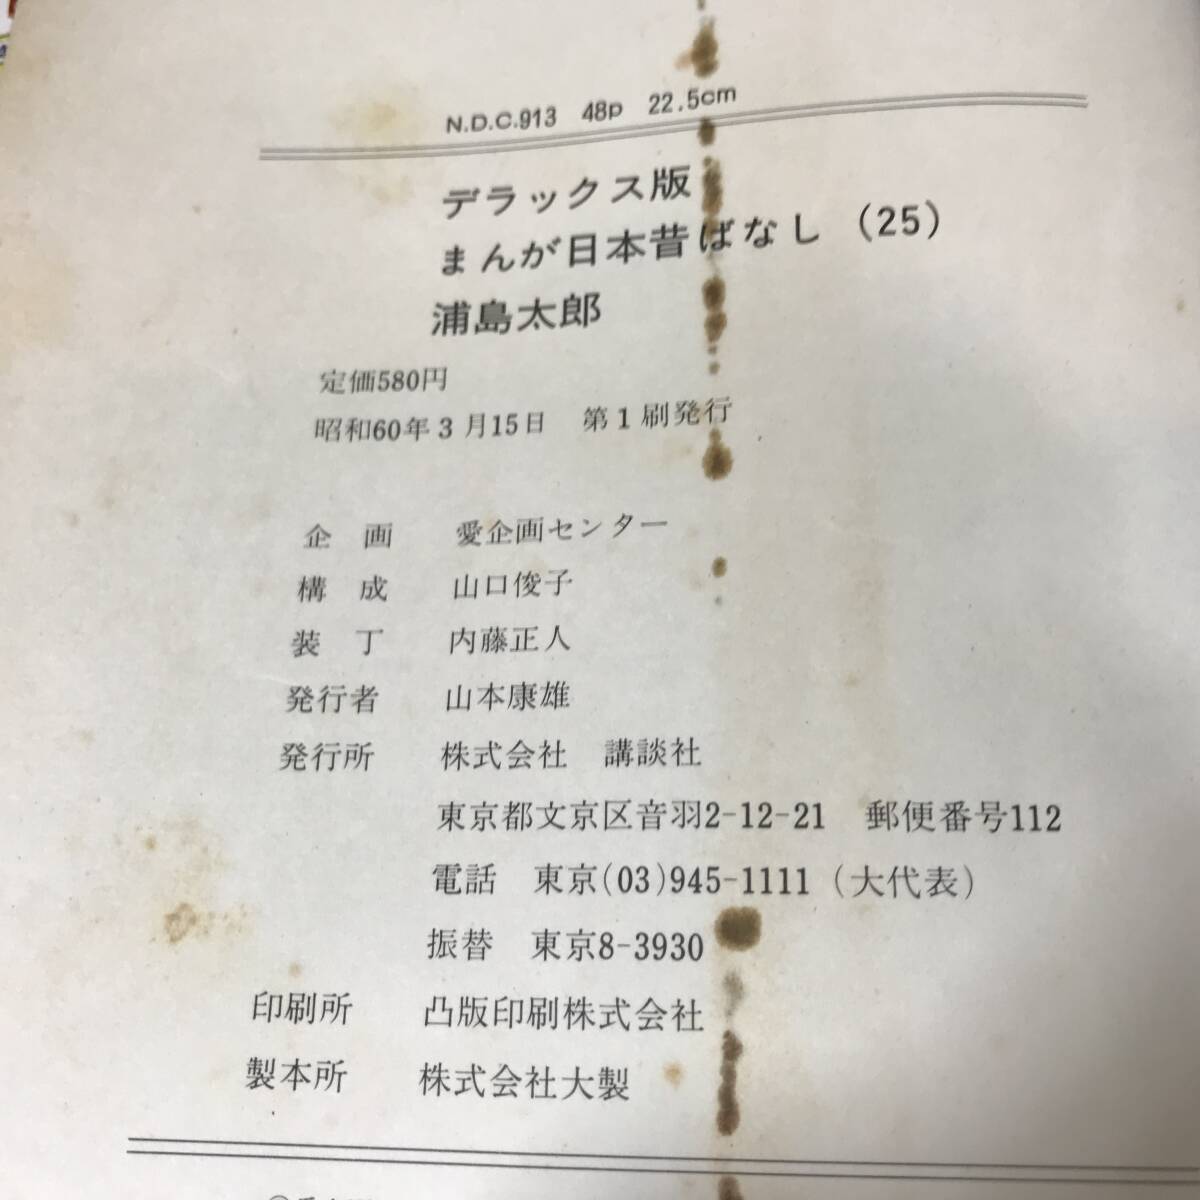 N.D.C.913 48p 22.5cm
デラックス版
まんが日本昔ばなし（25）
浦島太郎
定価580円
昭和60年3月15日 第1刷発行
企画 愛企画センター
構成 山口俊子
装丁 内藤正人
発行者 山本康雄
発行所 株式会社 講談社
東京都文京区音羽2-12-21 郵便番号112
電話 東京(03)945-1111（大代表）
振替 東京8-3930
印刷所 凸版印刷株式会社
製本所 株式会社大製